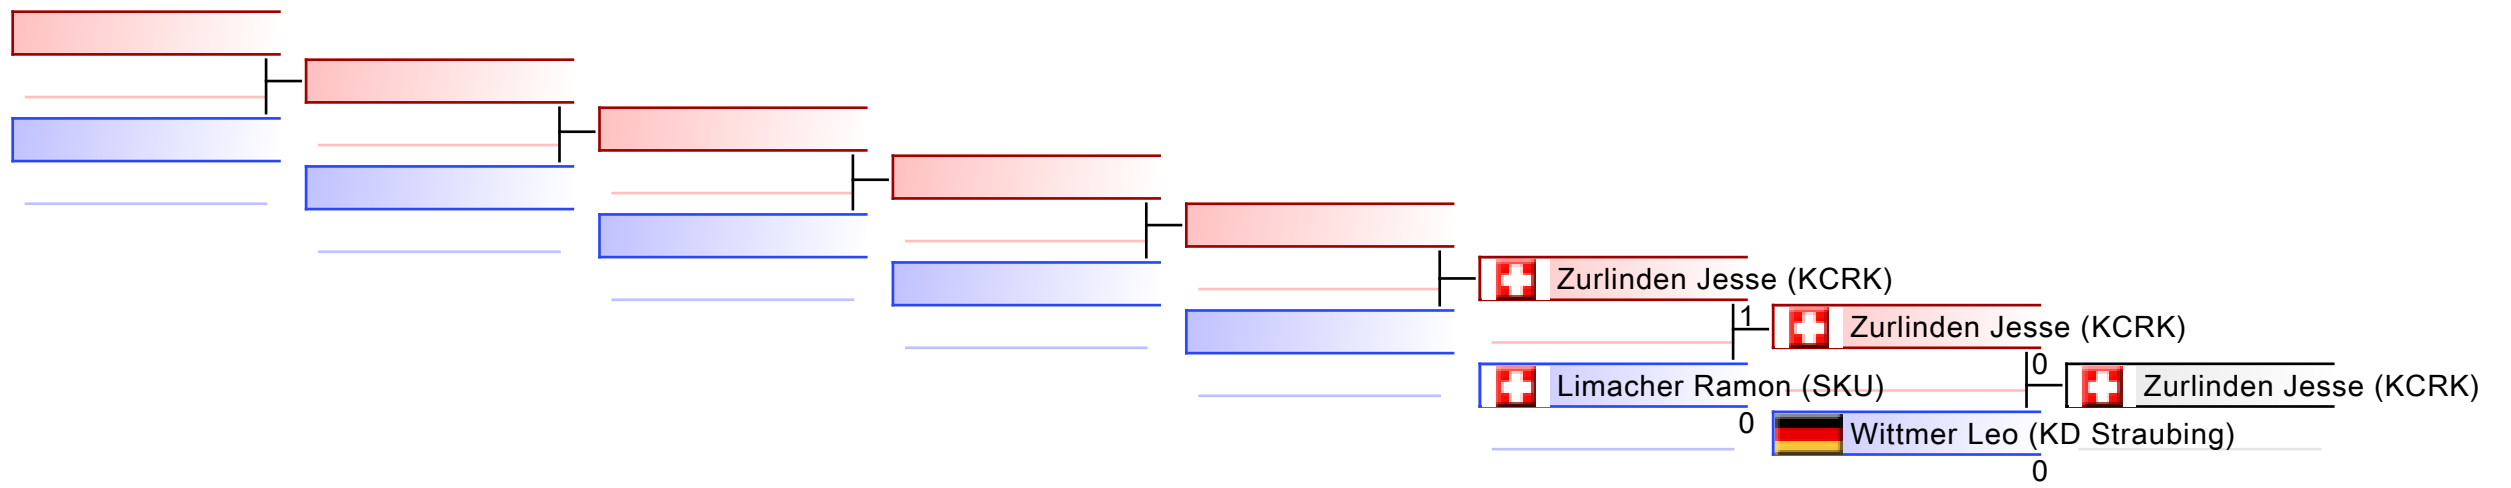 Zurlinden Jesse (KCRK)
1
Zurlinden Jesse (KCRK)
0
Limacher Ramon (SKU)
0
Zurlinden Jesse (KCRK)
Wittmer Leo (KD Straubing)
0